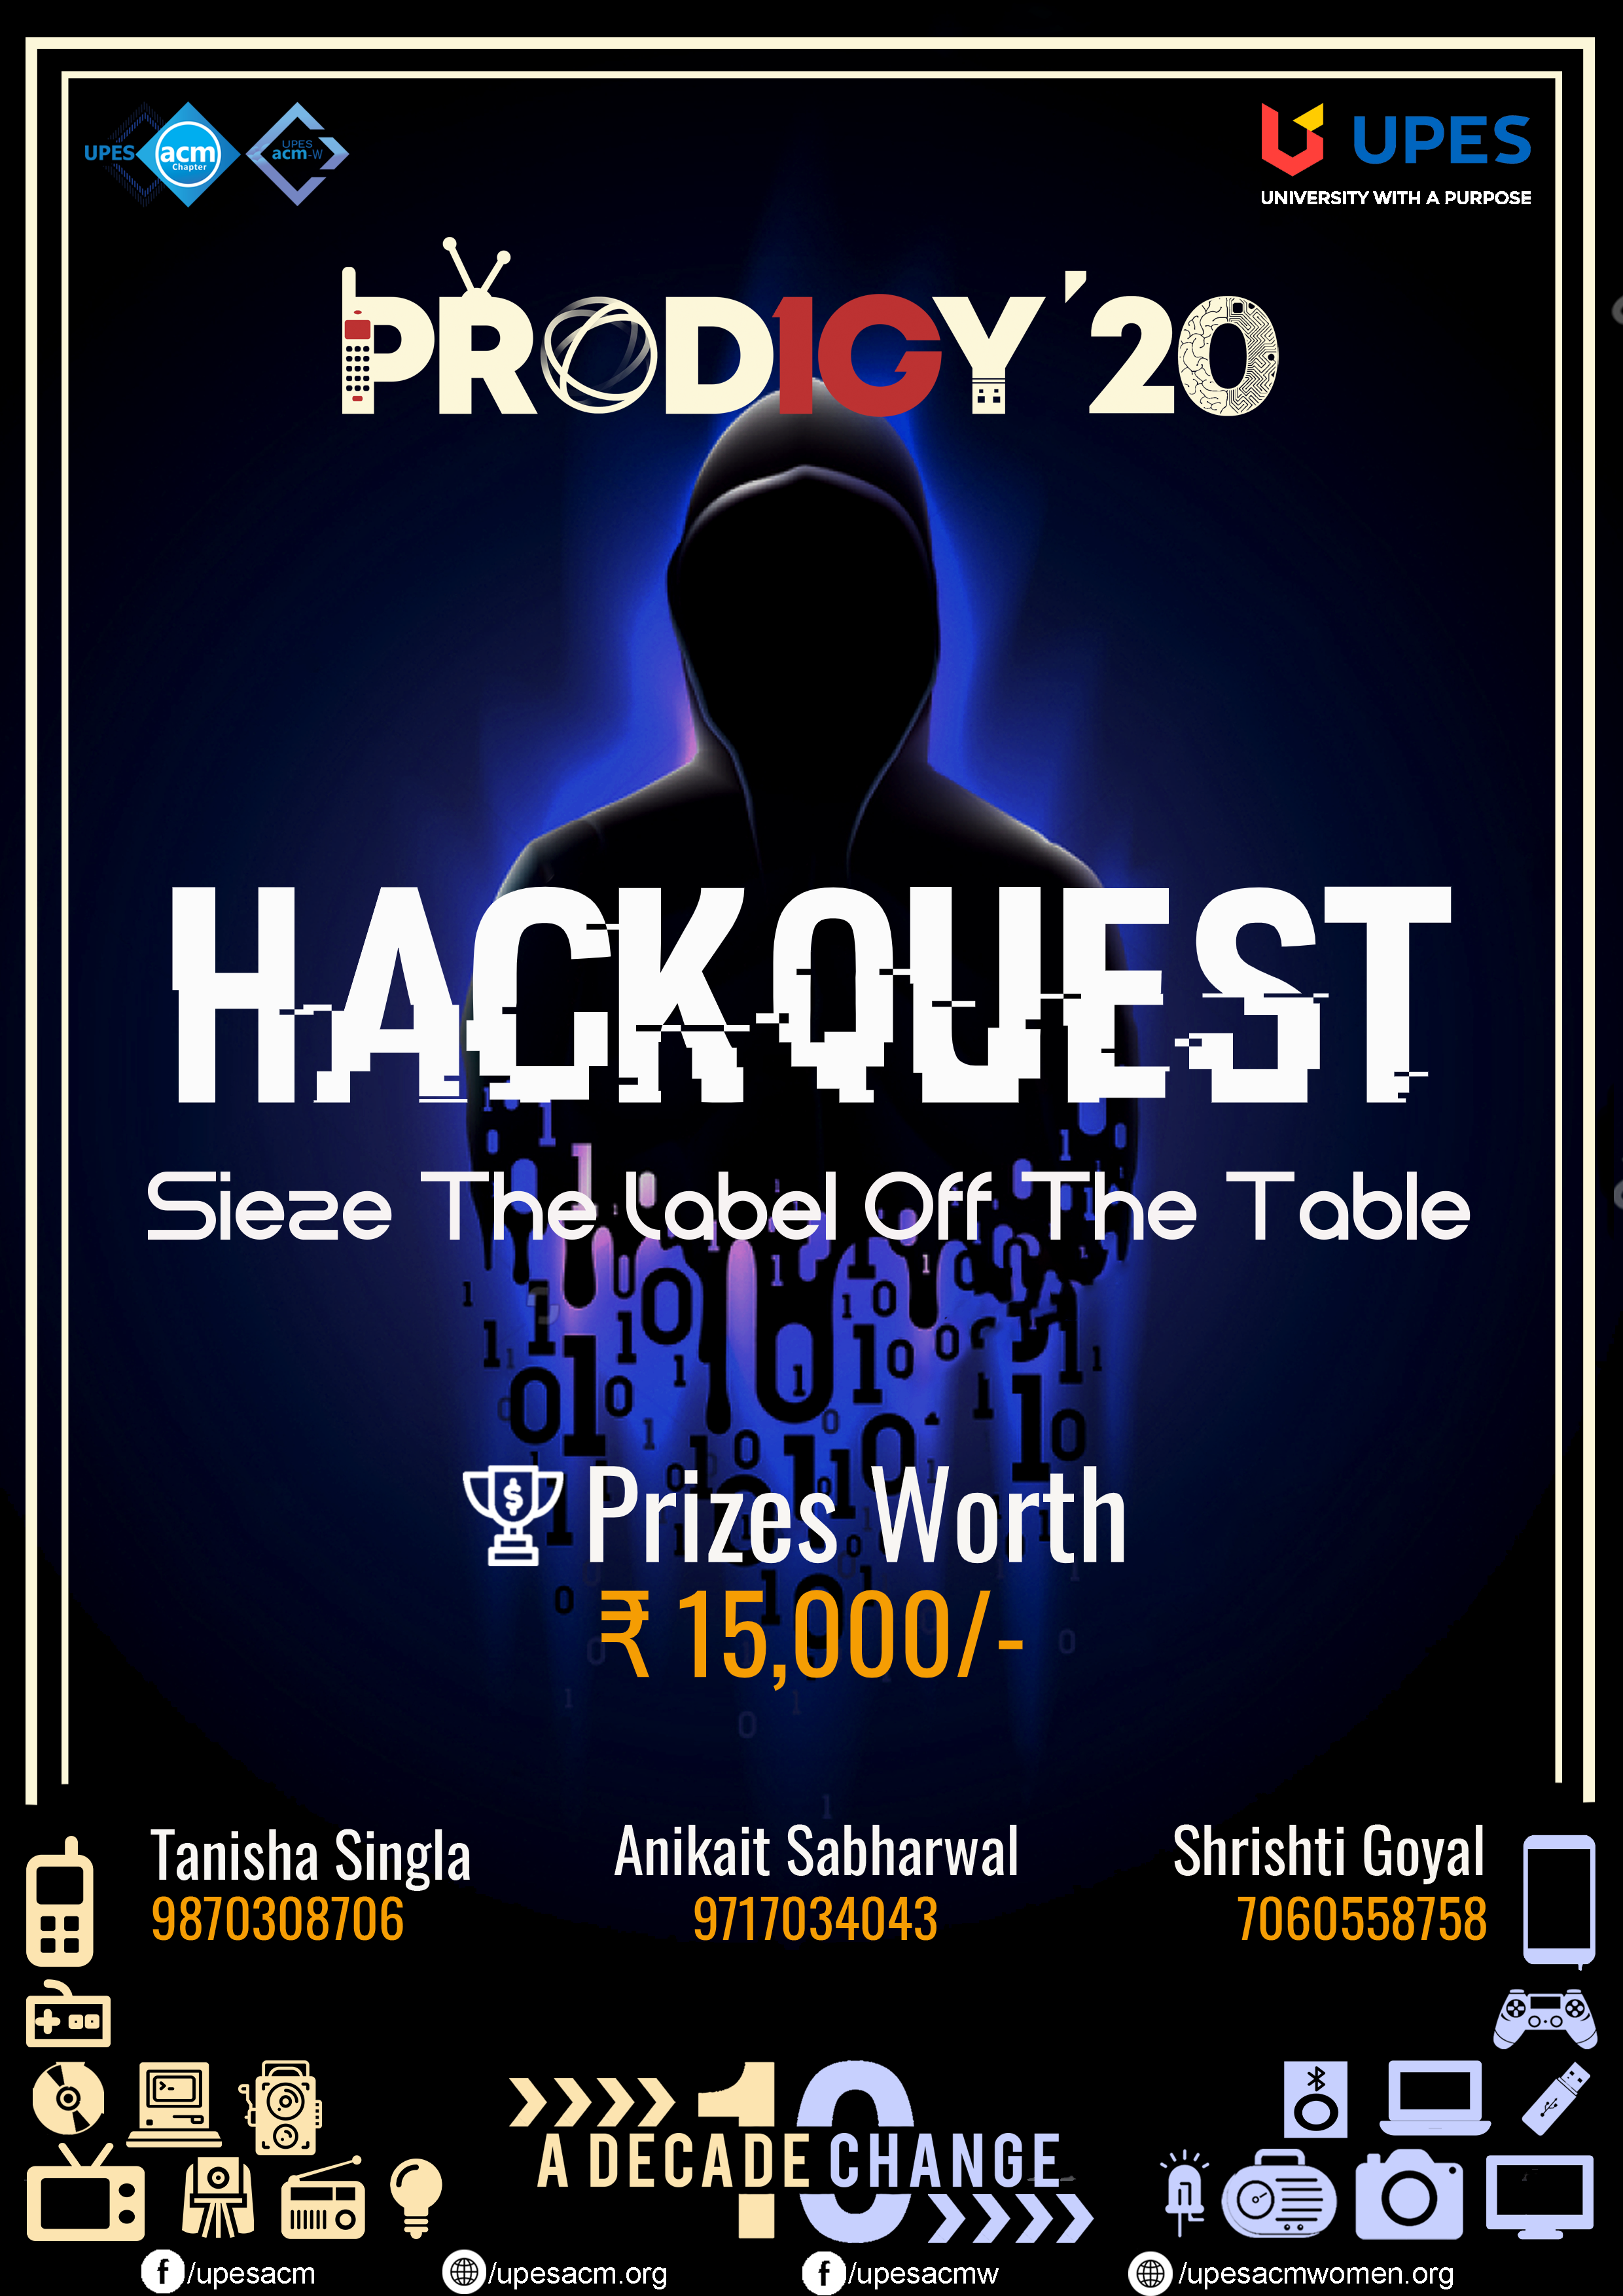 UPES acm Chapter
UPES acm-W
UPES
UNIVERSITY WITH A PURPOSE
PROD1GY '20
HACKQUEST
Sieze The Label Off The Table
Prizes Worth
₹ 15,000/-
Tanisha Singla
9870308706
Anikait Sabharwal
9717034043
Shrishti Goyal
7060558758
10
A DECADE CHANGE
/upesacm
/upesacm.org
/upesacmw
/upesacmwomen.org